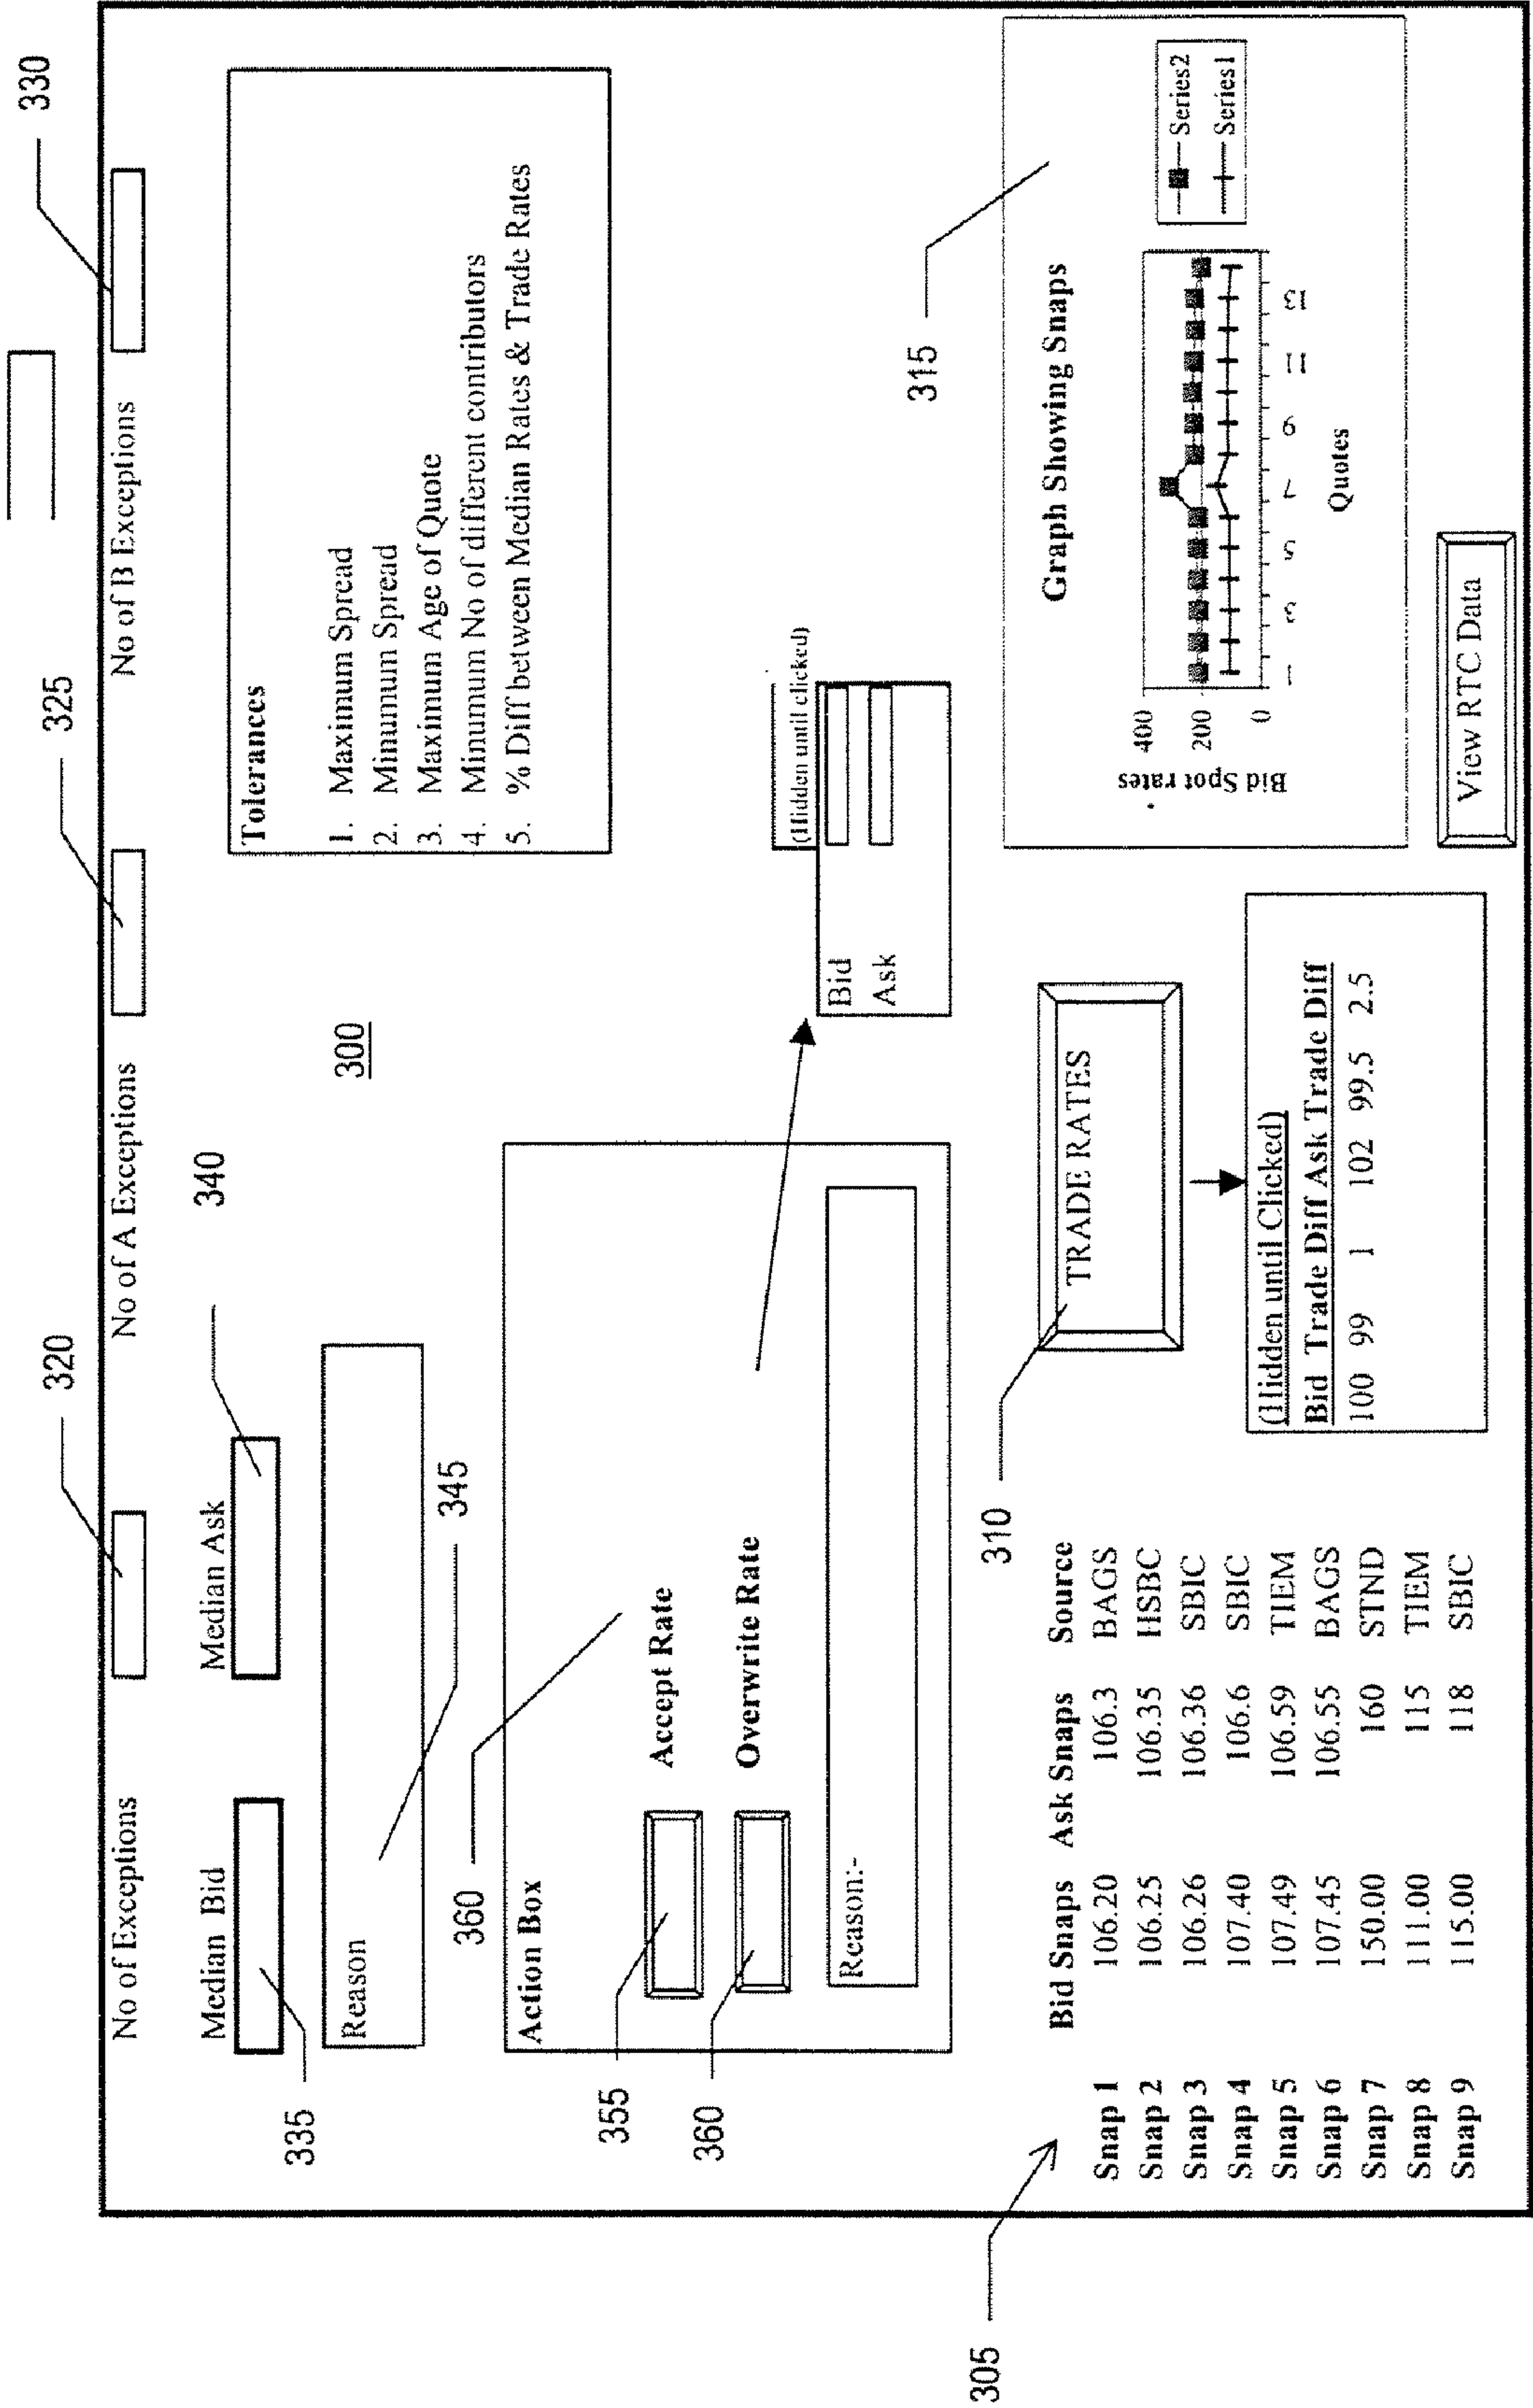 320
325
330
No of Exceptions
No of A Exceptions
No of B Exceptions
Median Bid
Median Ask
340
335
Reason
345
300
Tolerances
1. Maximum Spread
2. Minumum Spread
3. Maximum Age of Quote
4. Minumum No of different contributors
5. % Diff between Median Rates & Trade Rates
360
Action Box
355
Accept Rate
360
Overwrite Rate
Reason:-
(Hidden until clicked)
Bid
Ask
305
Bid Snaps Ask Snaps Source
Snap 1 106.20 106.3 BAGS
Snap 2 106.25 106.35 HSBC
Snap 3 106.26 106.36 SBIC
Snap 4 107.40 106.6 SBIC
Snap 5 107.49 106.59 TIEM
Snap 6 107.45 106.55 BAGS
Snap 7 150.00 160 STND
Snap 8 111.00 115 TIEM
Snap 9 115.00 118 SBIC
310
TRADE RATES
(Hidden until Clicked)
Bid Trade Diff Ask Trade Diff
100 99 1 102 99.5 2.5
315
Graph Showing Snaps
Bid Spot rates
400
200
0
1 3 5 7 9 11 13
Quotes
Series2
Series1
View RTC Data